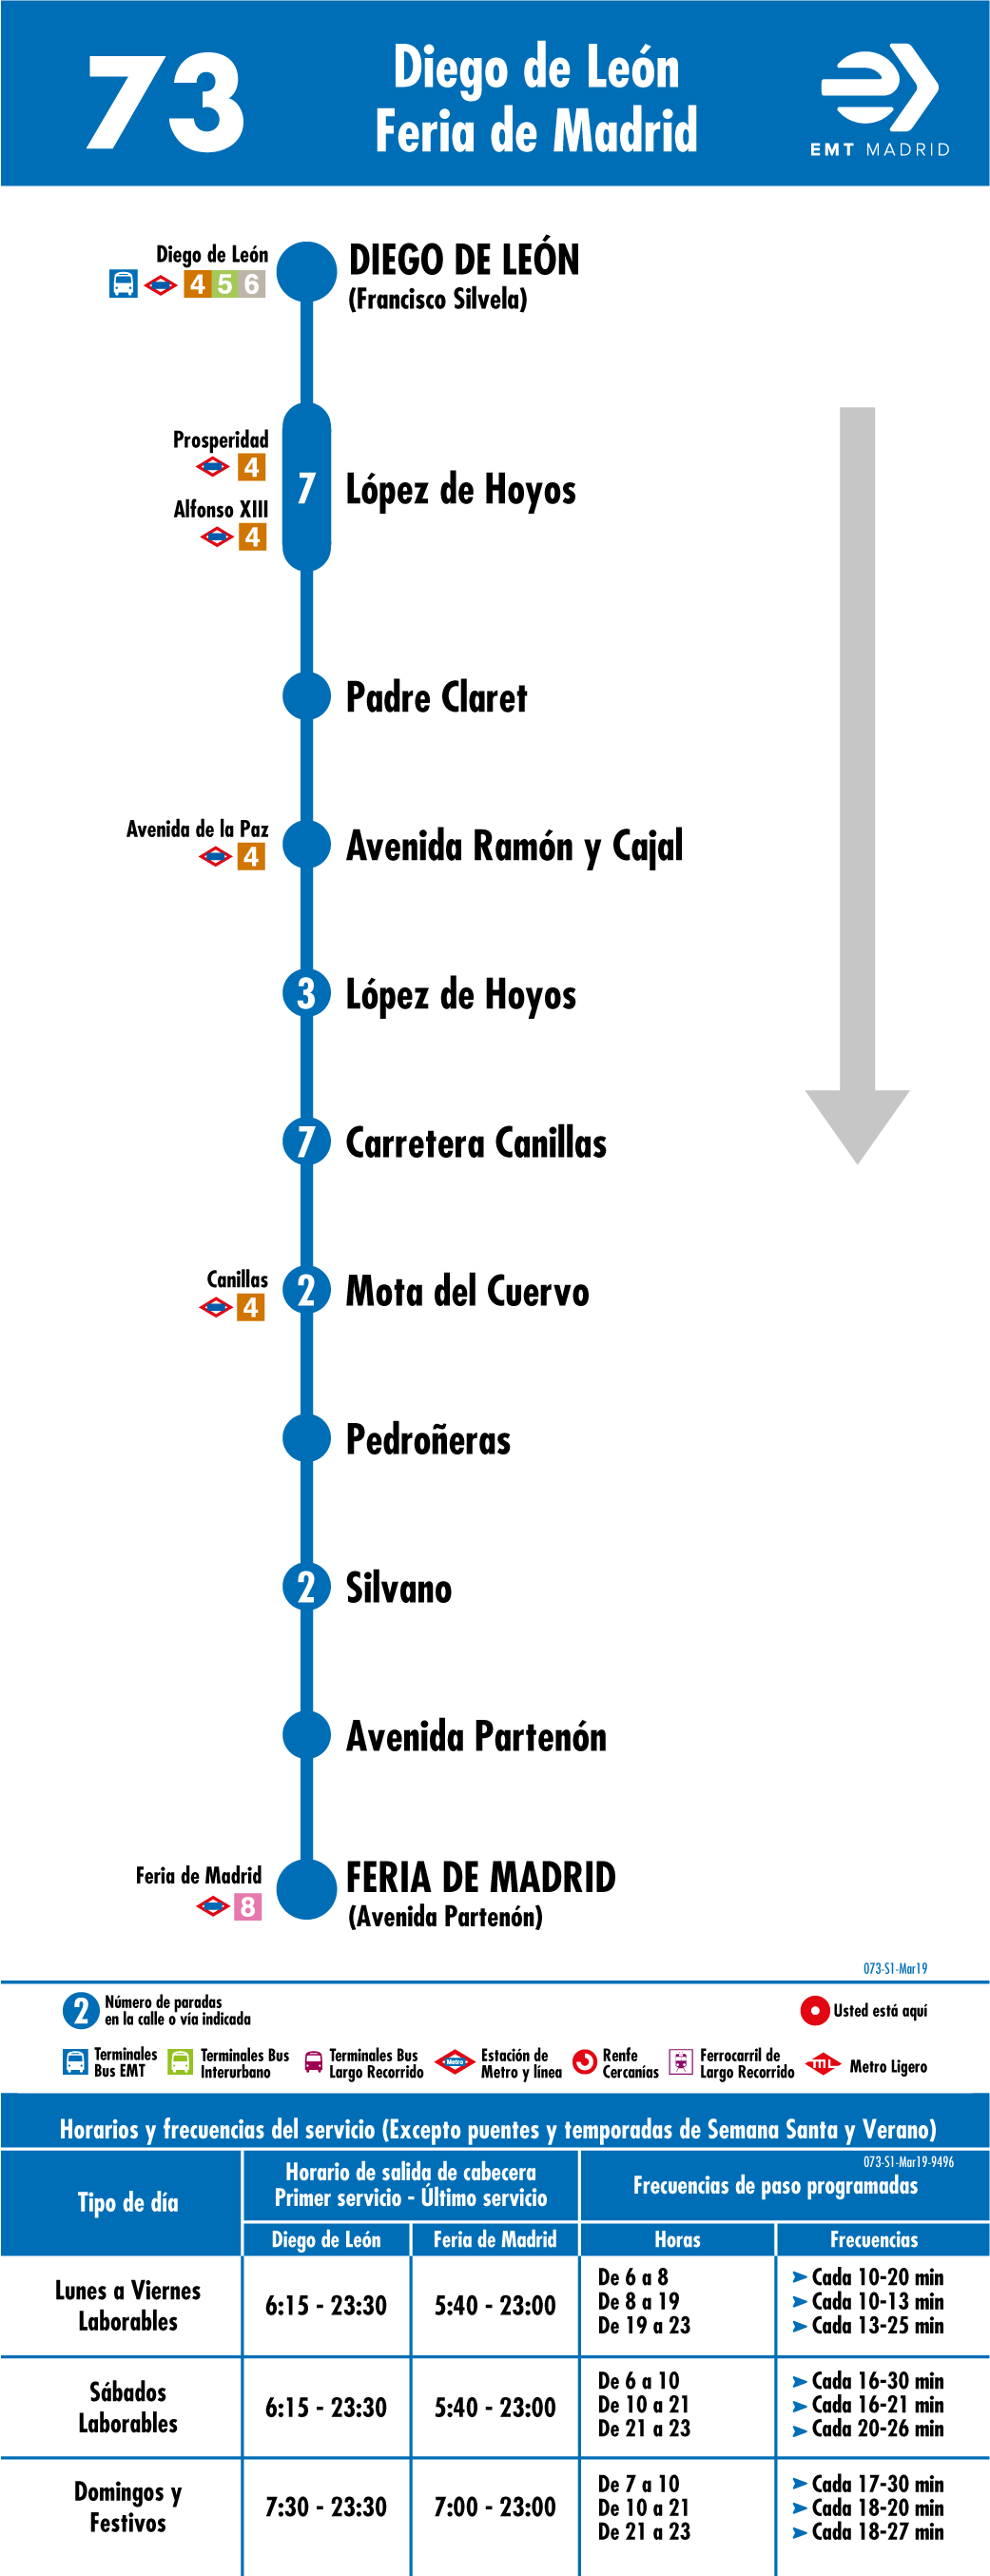 73
Diego de León
Feria de Madrid
EMT MADRID
Diego de León
4 5 6
DIEGO DE LEÓN
(Francisco Silvela)
Prosperidad
4
Alfonso XIII
4
7
López de Hoyos
Padre Claret
Avenida de la Paz
4
Avenida Ramón y Cajal
3
López de Hoyos
7
Carretera Canillas
Canillas
4
2
Mota del Cuervo
Pedroñeras
2
Silvano
Avenida Partenón
Feria de Madrid
8
FERIA DE MADRID
(Avenida Partenón)
073-S1-Mar19
2
Número de paradas
en la calle o vía indicada
Usted está aquí
Terminales
Bus EMT
Terminales Bus
Interurbano
Terminales Bus
Largo Recorrido
Metro
Estación de
Metro y línea
Renfe
Cercanías
Ferrocarril de
Largo Recorrido
ML
Metro Ligero
Horarios y frecuencias del servicio (Excepto puentes y temporadas de Semana Santa y Verano)
073-S1-Mar19-9496
Tipo de día
Horario de salida de cabecera
Primer servicio - Último servicio
Frecuencias de paso programadas
Diego de León
Feria de Madrid
Horas
Frecuencias
Lunes a Viernes
Laborables
6:15 - 23:30
5:40 - 23:00
De 6 a 8
Cada 10-20 min
De 8 a 19
Cada 10-13 min
De 19 a 23
Cada 13-25 min
Sábados
Laborables
6:15 - 23:30
5:40 - 23:00
De 6 a 10
Cada 16-30 min
De 10 a 21
Cada 16-21 min
De 21 a 23
Cada 20-26 min
Domingos y
Festivos
7:30 - 23:30
7:00 - 23:00
De 7 a 10
Cada 17-30 min
De 10 a 21
Cada 18-20 min
De 21 a 23
Cada 18-27 min